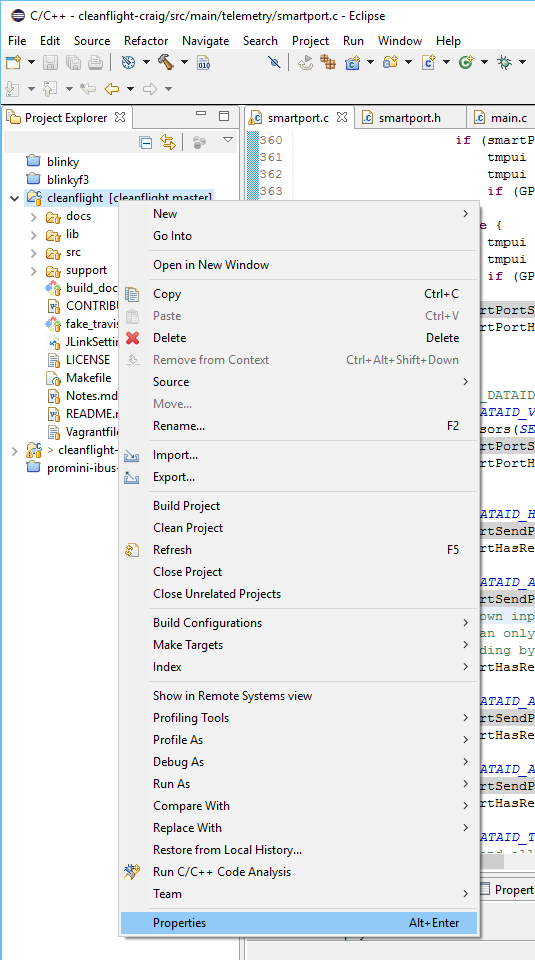 C/C++ - cleanflight-craig/src/main/telemetry/smartport.c - Eclipse
File Edit Source Refactor Navigate Search Project Run Window Help
Project Explorer
smartport.c smartport.h main.c
blinky
blinkyf3
cleanflight [cleanflight master]
docs
lib
src
support
build_doc
CONTRIBU
fake_travis
JLinkSettin
LICENSE
Makefile
Notes.md
README.m
Vagrantfile
> cleanflight-
promini-ibus-
New
Go Into
Open in New Window
Copy Ctrl+C
Paste Ctrl+V
Delete Delete
Remove from Context Ctrl+Alt+Shift+Down
Source
Move...
Rename... F2
Import...
Export...
Build Project
Clean Project
Refresh F5
Close Project
Close Unrelated Projects
Build Configurations
Make Targets
Index
Show in Remote Systems view
Profiling Tools
Profile As
Debug As
Run As
Compare With
Replace With
Restore from Local History...
Run C/C++ Code Analysis
Team
Properties Alt+Enter
360 if (smartP
361 tmpui
362 tmpui
363 if (GP
e {
tmpui
tmpui
if (GP
rtPortS
rtPortH
_DATAID
ATAID_V
sors(SE
rtPortS
rtPortH
ATAID_H
rtSendP
rtHasRe
ATAID_A
rtSendP
own inp
an only
ding by
rtHasRe
ATAID_A
rtSendP
rtHasRe
ATAID_A
rtSendP
rtHasRe
ATAID_T
Propert